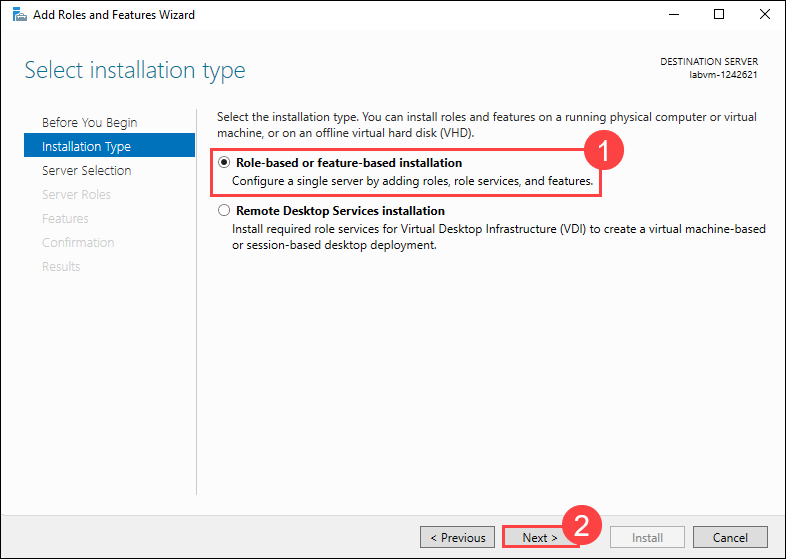 Add Roles and Features Wizard
Select installation type
DESTINATION SERVER
labvm-1242621
Before You Begin
Installation Type
Server Selection
Server Roles
Features
Confirmation
Results
Select the installation type. You can install roles and features on a running physical computer or virtual
machine, or on an offline virtual hard disk (VHD).
1
Role-based or feature-based installation
Configure a single server by adding roles, role services, and features.
Remote Desktop Services installation
Install required role services for Virtual Desktop Infrastructure (VDI) to create a virtual machine-based
or session-based desktop deployment.
2
< Previous
Next >
Install
Cancel